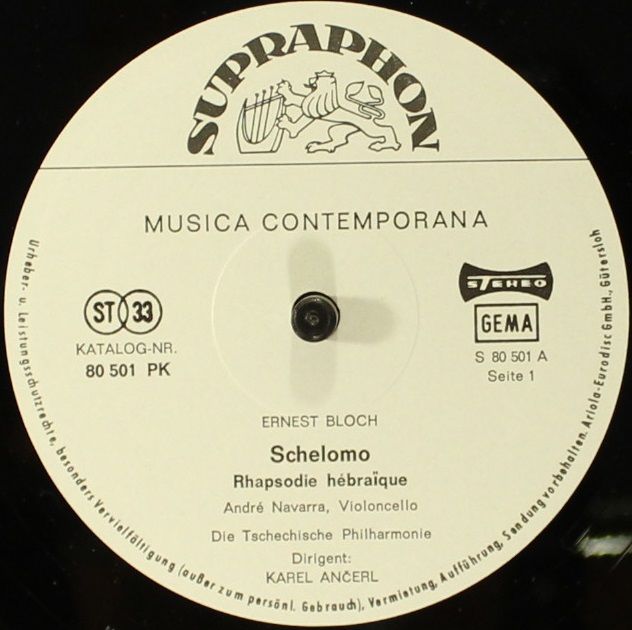 SUPRAPHON
MUSICA CONTEMPORANA
ST 33
KATALOG-NR.
80 501 PK
STEREO
GEMA
S 80 501 A
Seite 1
ERNEST BLOCH
Schelomo
Rhapsodie hébraïque
André Navarra, Violoncello
Die Tschechische Philharmonie
Dirigent:
KAREL ANČERL
Urheber- u. Leistungsschutzrechte, besonders Vervielfältigung (außer zum persönl. Gebrauch), Vermietung, Aufführung, Sendung vorbehalten. Ariola-Eurodisc GmbH., Gütersloh